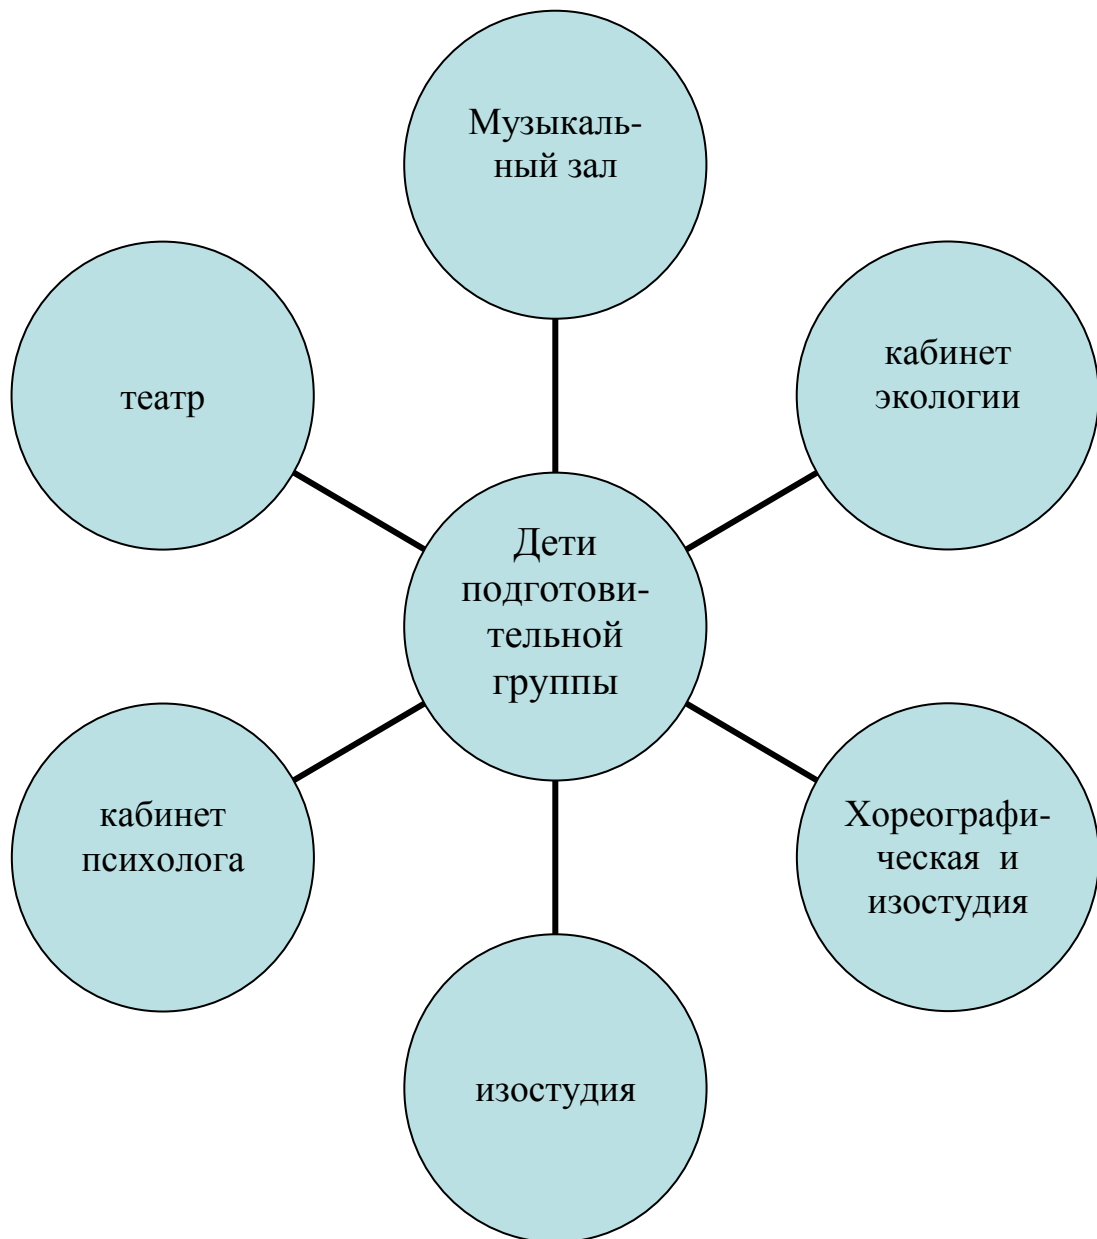 Музыкаль-
ный зал
театр
кабинет
экологии
Дети
подготови-
тельной
группы
кабинет
психолога
Хореографи-
ческая и
изостудия
изостудия